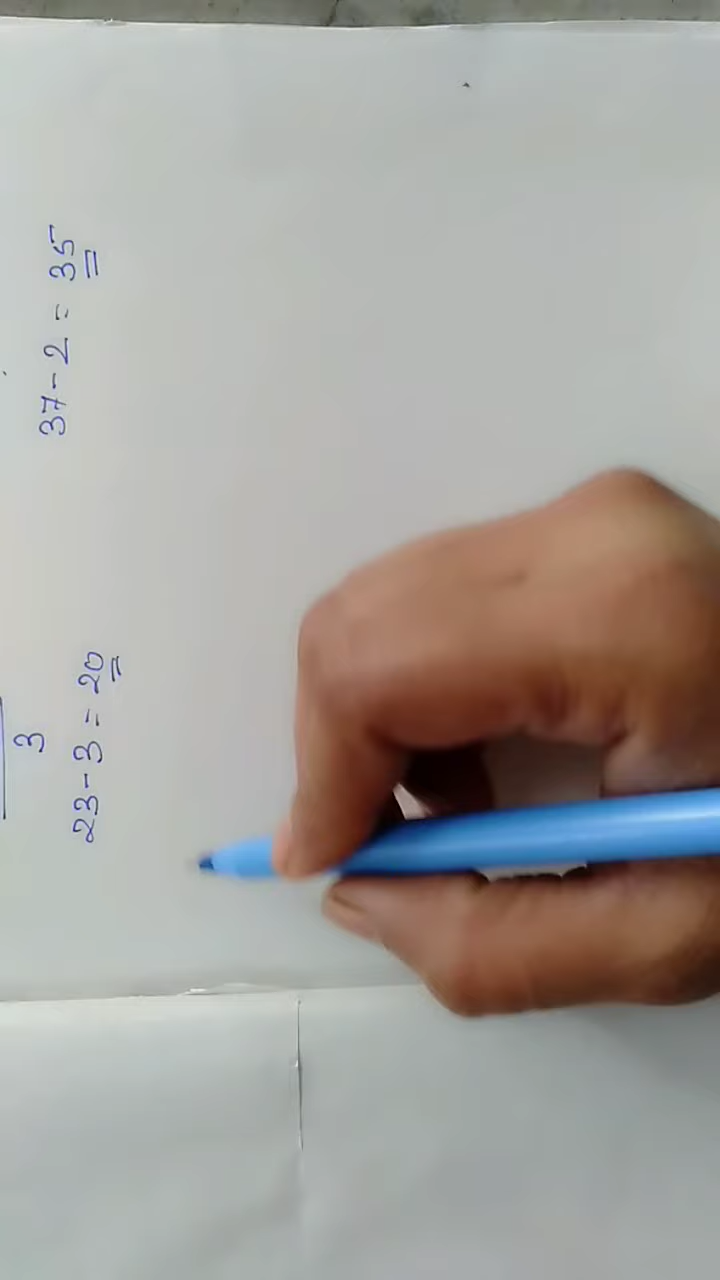 3
23-3 = 20
37-2 = 35